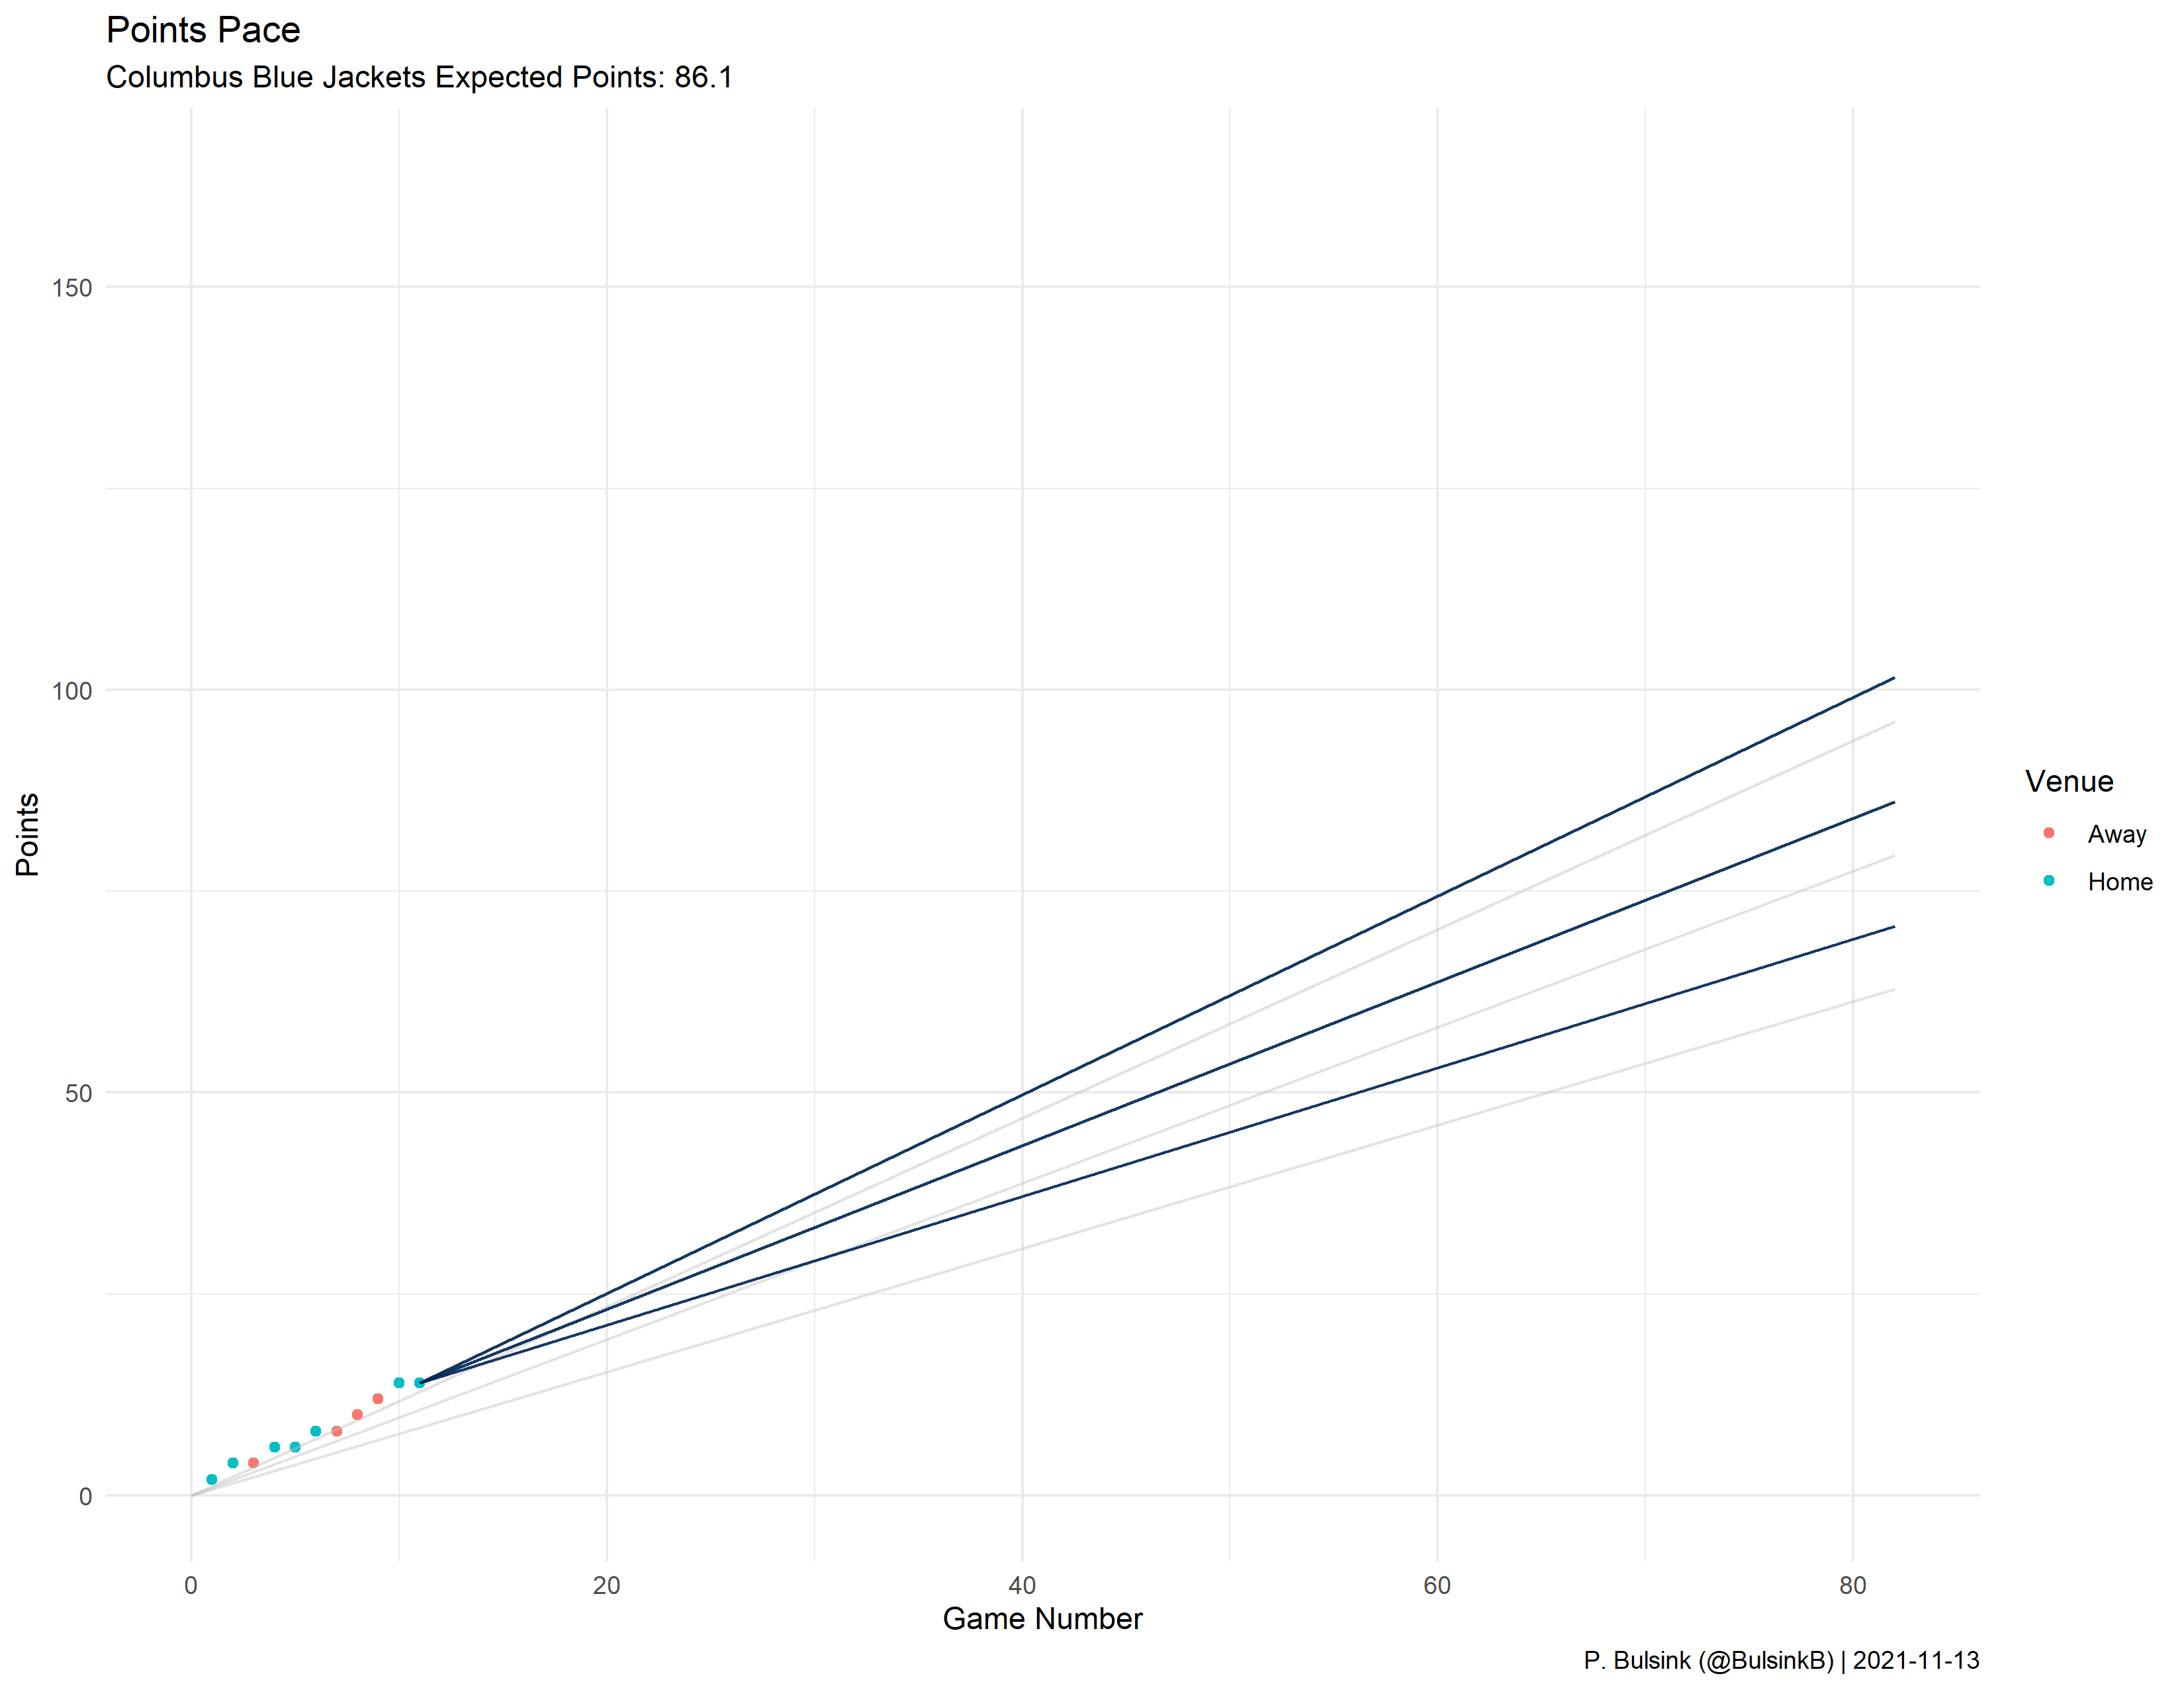 Points Pace
Columbus Blue Jackets Expected Points: 86.1
150
100
50
0
Points
0 20 40 60 80
Game Number
Venue
Away
Home
P. Bulsink (@BulsinkB) | 2021-11-13